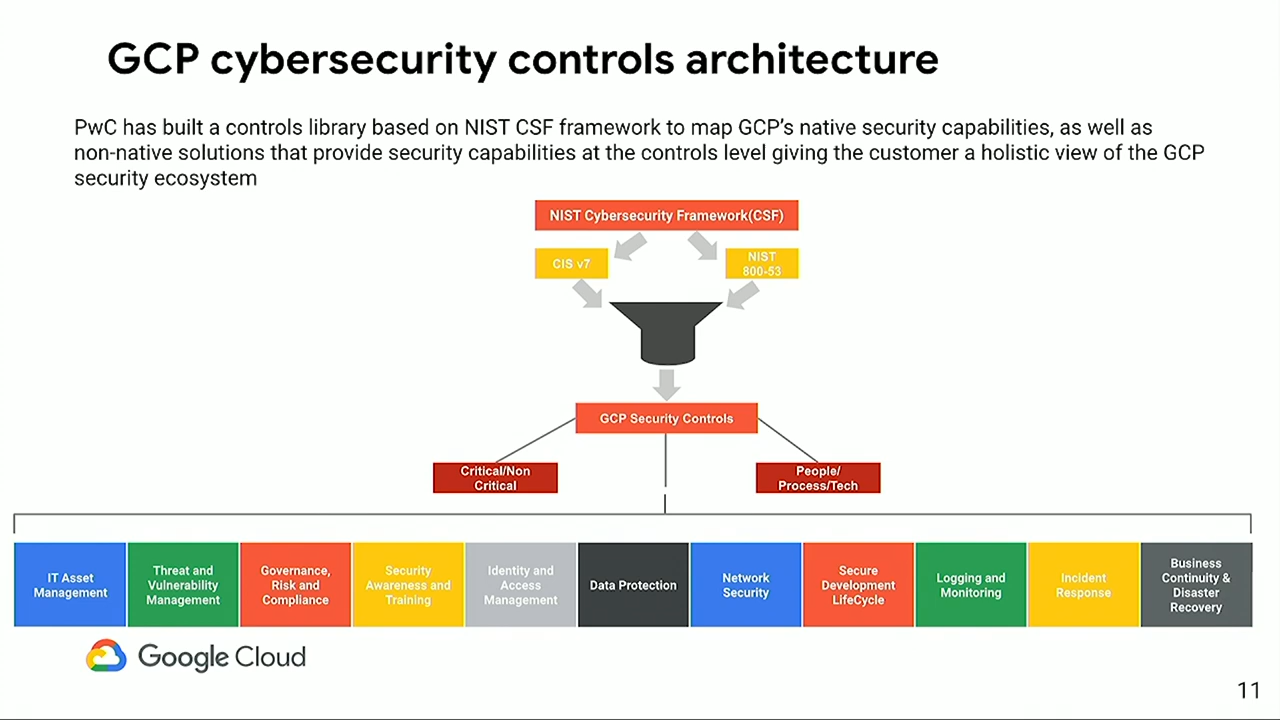 GCP cybersecurity controls architecture
PwC has built a controls library based on NIST CSF framework to map GCP's native security capabilities, as well as
non-native solutions that provide security capabilities at the controls level giving the customer a holistic view of the GCP
security ecosystem
NIST Cybersecurity Framework(CSF)
CIS v7
NIST
800-53
GCP Security Controls
Critical/Non
Critical
People/
Process/Tech
IT Asset
Management
Threat and
Vulnerability
Management
Governance,
Risk and
Compliance
Security
Awareness and
Training
Identity and
Access
Management
Data Protection
Network
Security
Secure
Development
LifeCycle
Logging and
Monitoring
Incident
Response
Business
Continuity &
Disaster
Recovery
Google Cloud
11